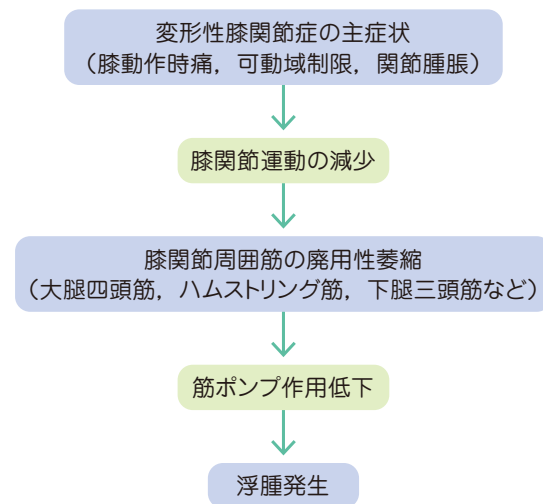 変形性膝関節症の主症状
（膝動作時痛，可動域制限，関節腫脹）
膝関節運動の減少
膝関節周囲筋の廃用性萎縮
（大腿四頭筋，ハムストリング筋，下腿三頭筋など）
筋ポンプ作用低下
浮腫発生